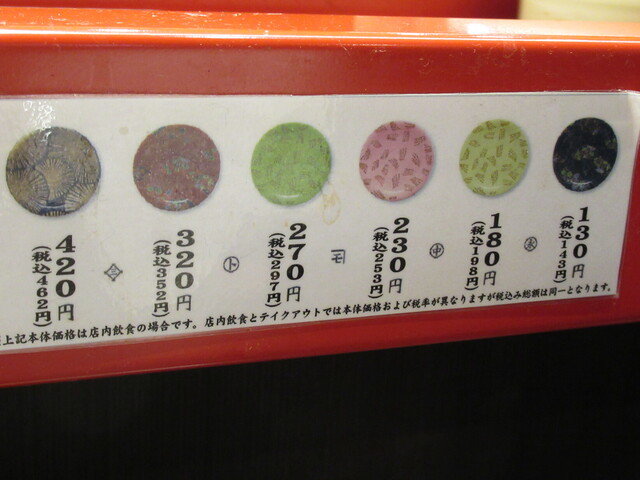 130円
(税込143円)
180円
(税込198円)
230円
(税込253円)
270円
(税込297円)
320円
(税込352円)
420円
(税込462円)
上記本体価格は店内飲食の場合です。店内飲食とテイクアウトでは本体価格および税率が異なりますが税込み総額は同一となります。